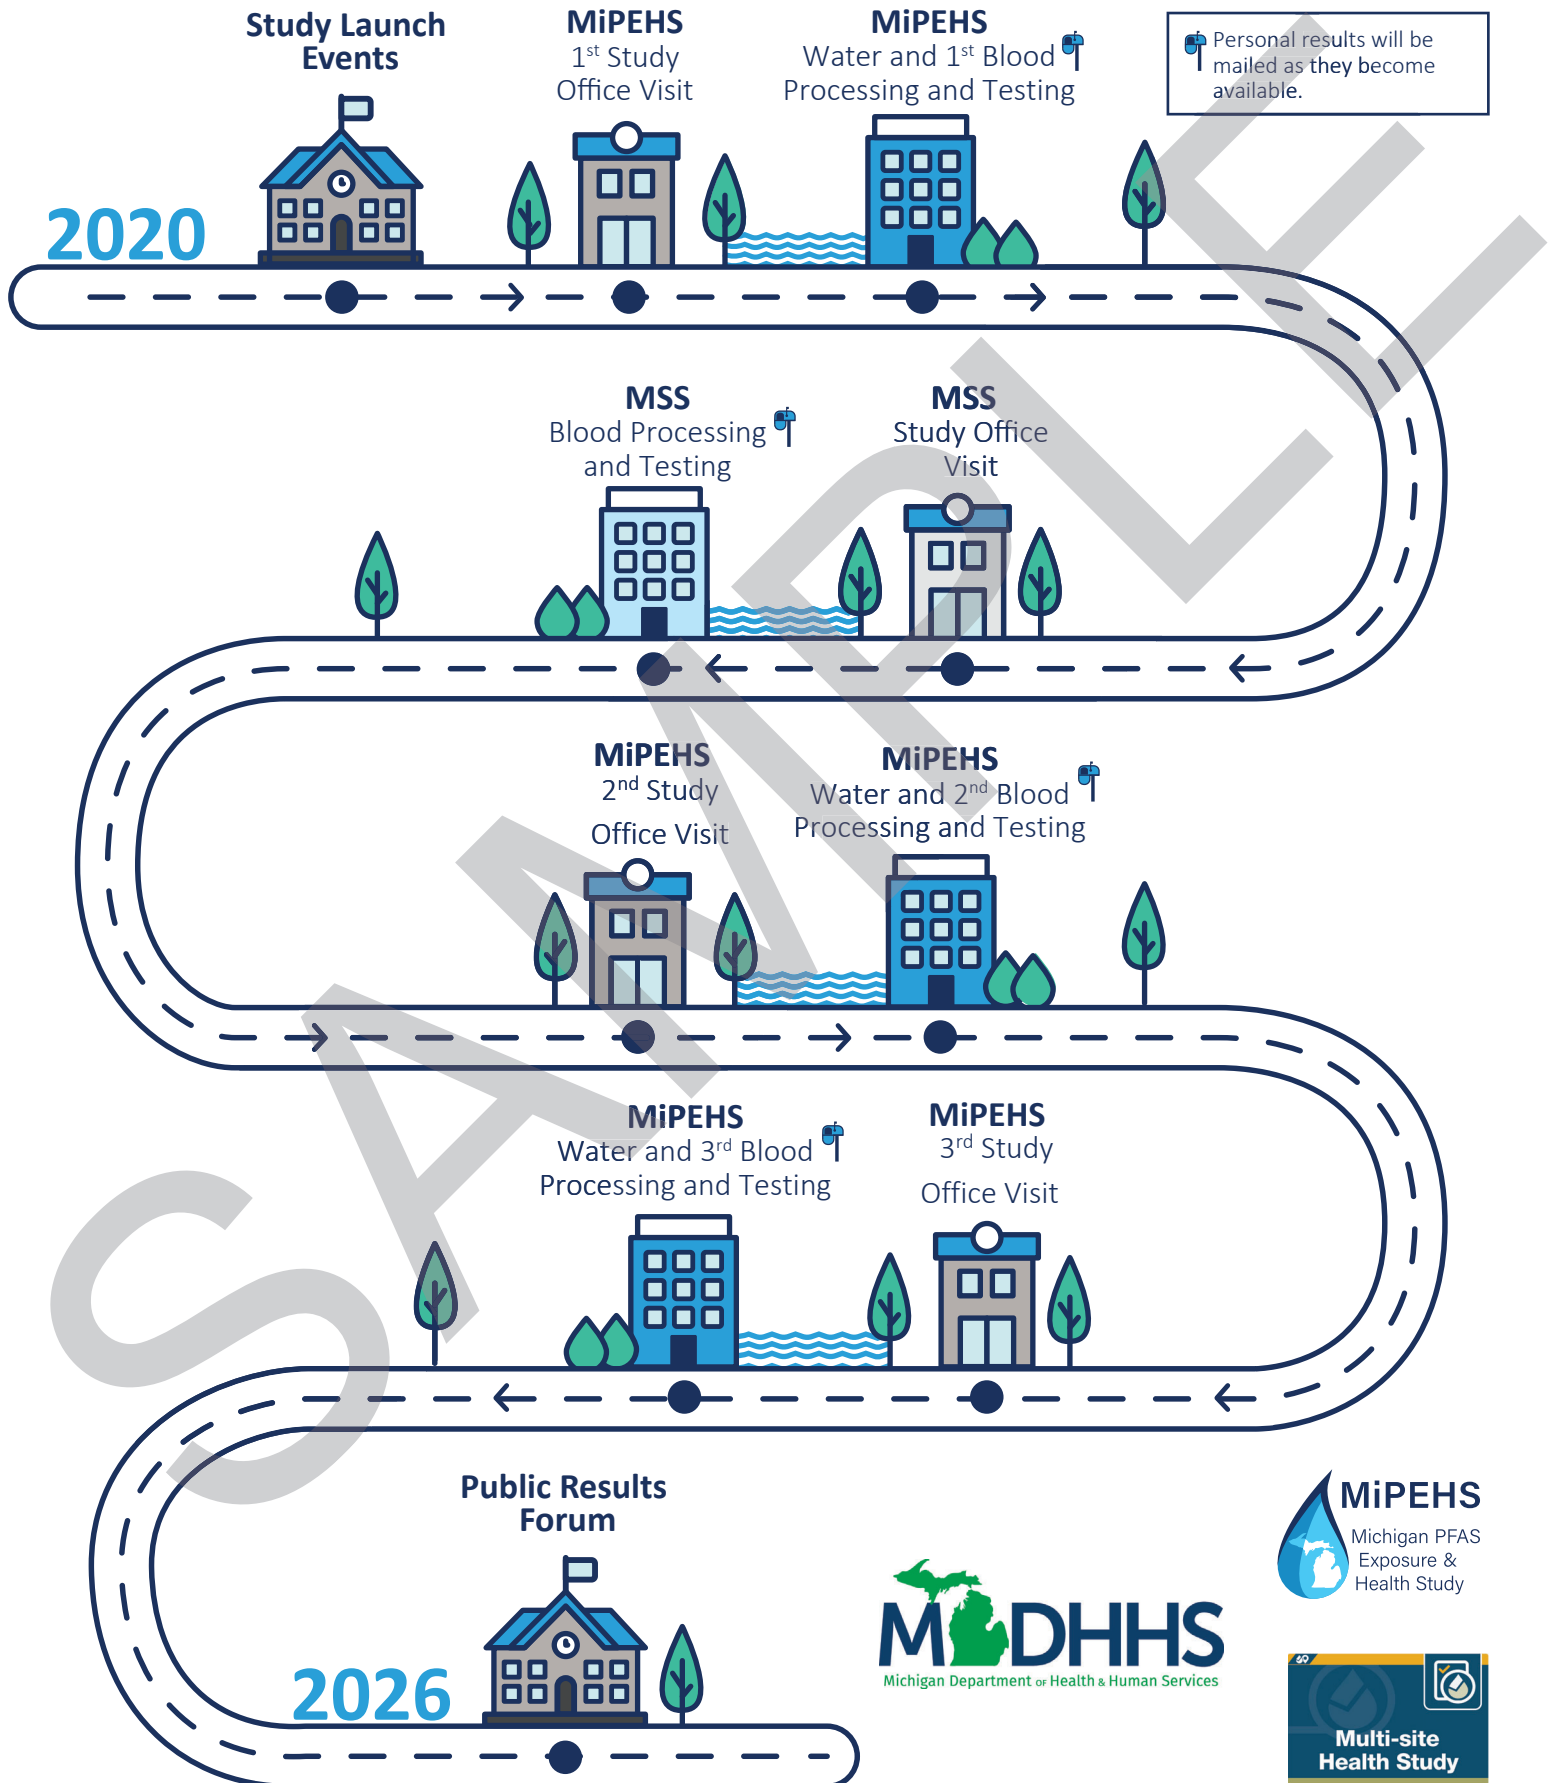 Study Launch
Events
MiPEHS
1st Study
Office Visit
MiPEHS
Water and 1st Blood
Processing and Testing
Personal results will be
mailed as they become
available.
2020
MSS
Blood Processing
and Testing
MSS
Study Office
Visit
MiPEHS
2nd Study
Office Visit
MiPEHS
Water and 2nd Blood
Processing and Testing
MiPEHS
Water and 3rd Blood
Processing and Testing
MiPEHS
3rd Study
Office Visit
Public Results
Forum
2026
MDHHS
Michigan Department OF Health & Human Services
MiPEHS
Michigan PFAS
Exposure &
Health Study
Multi-site
Health Study
SAMPLE